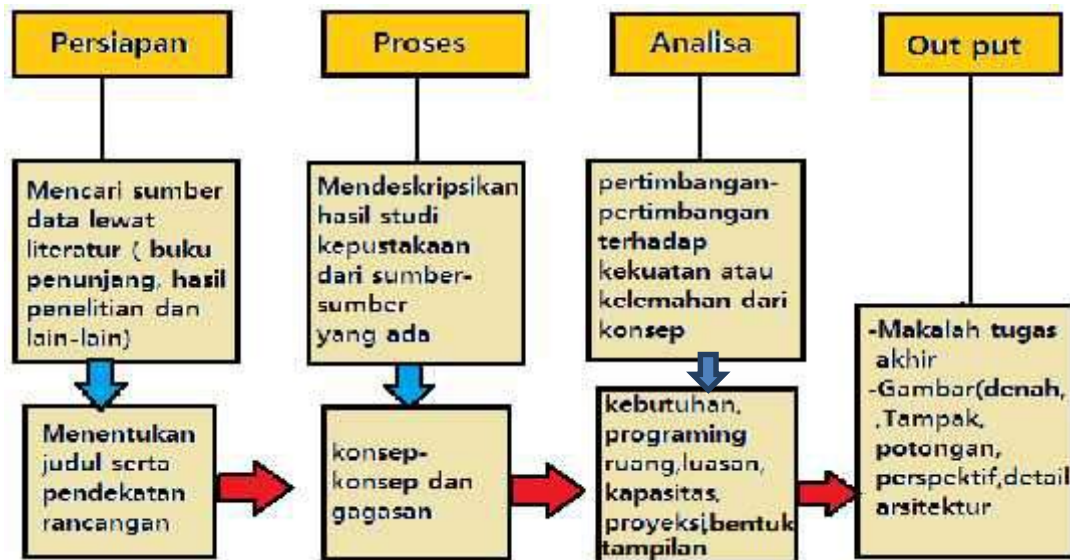 Persiapan
Proses
Analisa
Out put
Mencari sumber
data lewat
literatur ( buku
penunjang, hasil
penelitian dan
lain-lain)
Mendeskripsikan
hasil studi
kepustakaan
dari sumber-
sumber
yang ada
pertimbangan-
pertimbangan
terhadap
kekuatan atau
kelemahan dari
konsep
Menentukan
judul serta
pendekatan
rancangan
konsep-
konsep dan
gagasan
kebutuhan,
programing
ruang,luasan,
kapasitas,
proyeksi,bentuk
tampilan
-Makalah tugas
akhir
-Gambar(denah,
,Tampak,
potongan,
perspektif,detail
arsitektur